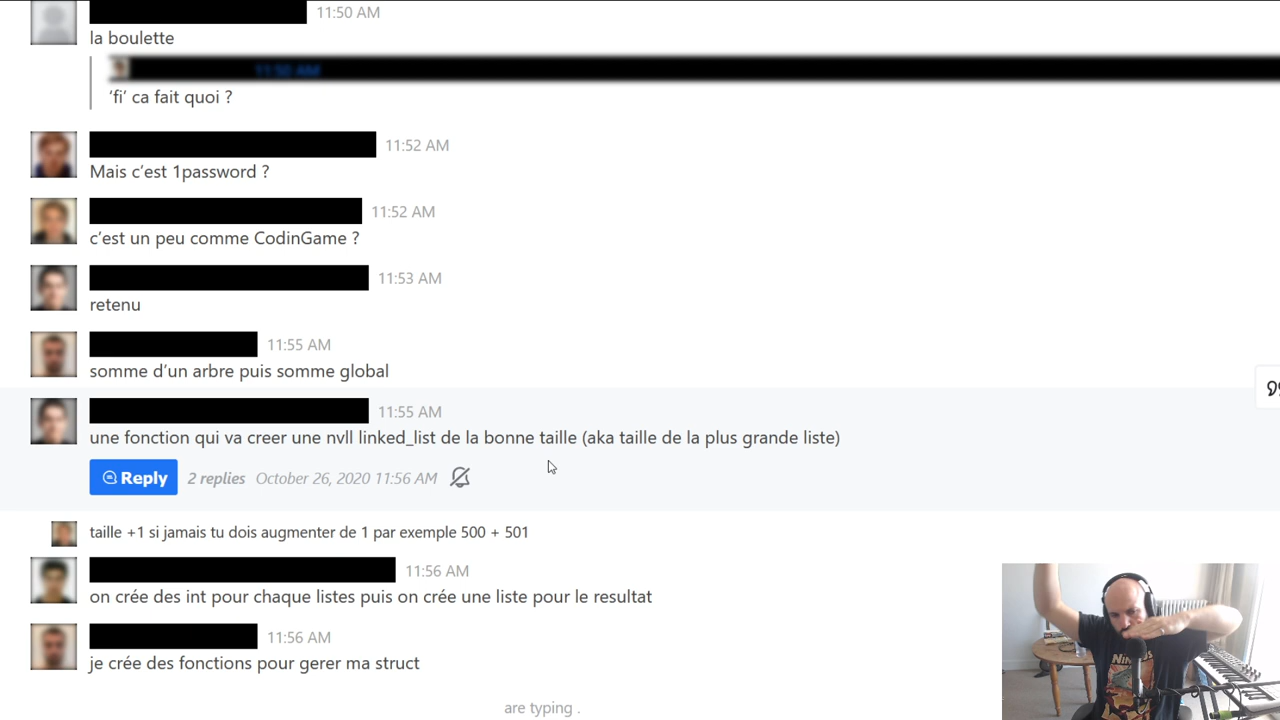 11:50 AM
la boulette
11:50 AM
'fi' ca fait quoi ?
11:52 AM
Mais c'est 1password ?
11:52 AM
c'est un peu comme CodinGame ?
11:53 AM
retenu
11:55 AM
somme d'un arbre puis somme global
11:55 AM
une fonction qui va creer une nvll linked_list de la bonne taille (aka taille de la plus grande liste)
Reply 2 replies October 26, 2020 11:56 AM
taille +1 si jamais tu dois augmenter de 1 par exemple 500 + 501
11:56 AM
on crée des int pour chaque listes puis on crée une liste pour le resultat
11:56 AM
je crée des fonctions pour gerer ma struct
are typing .